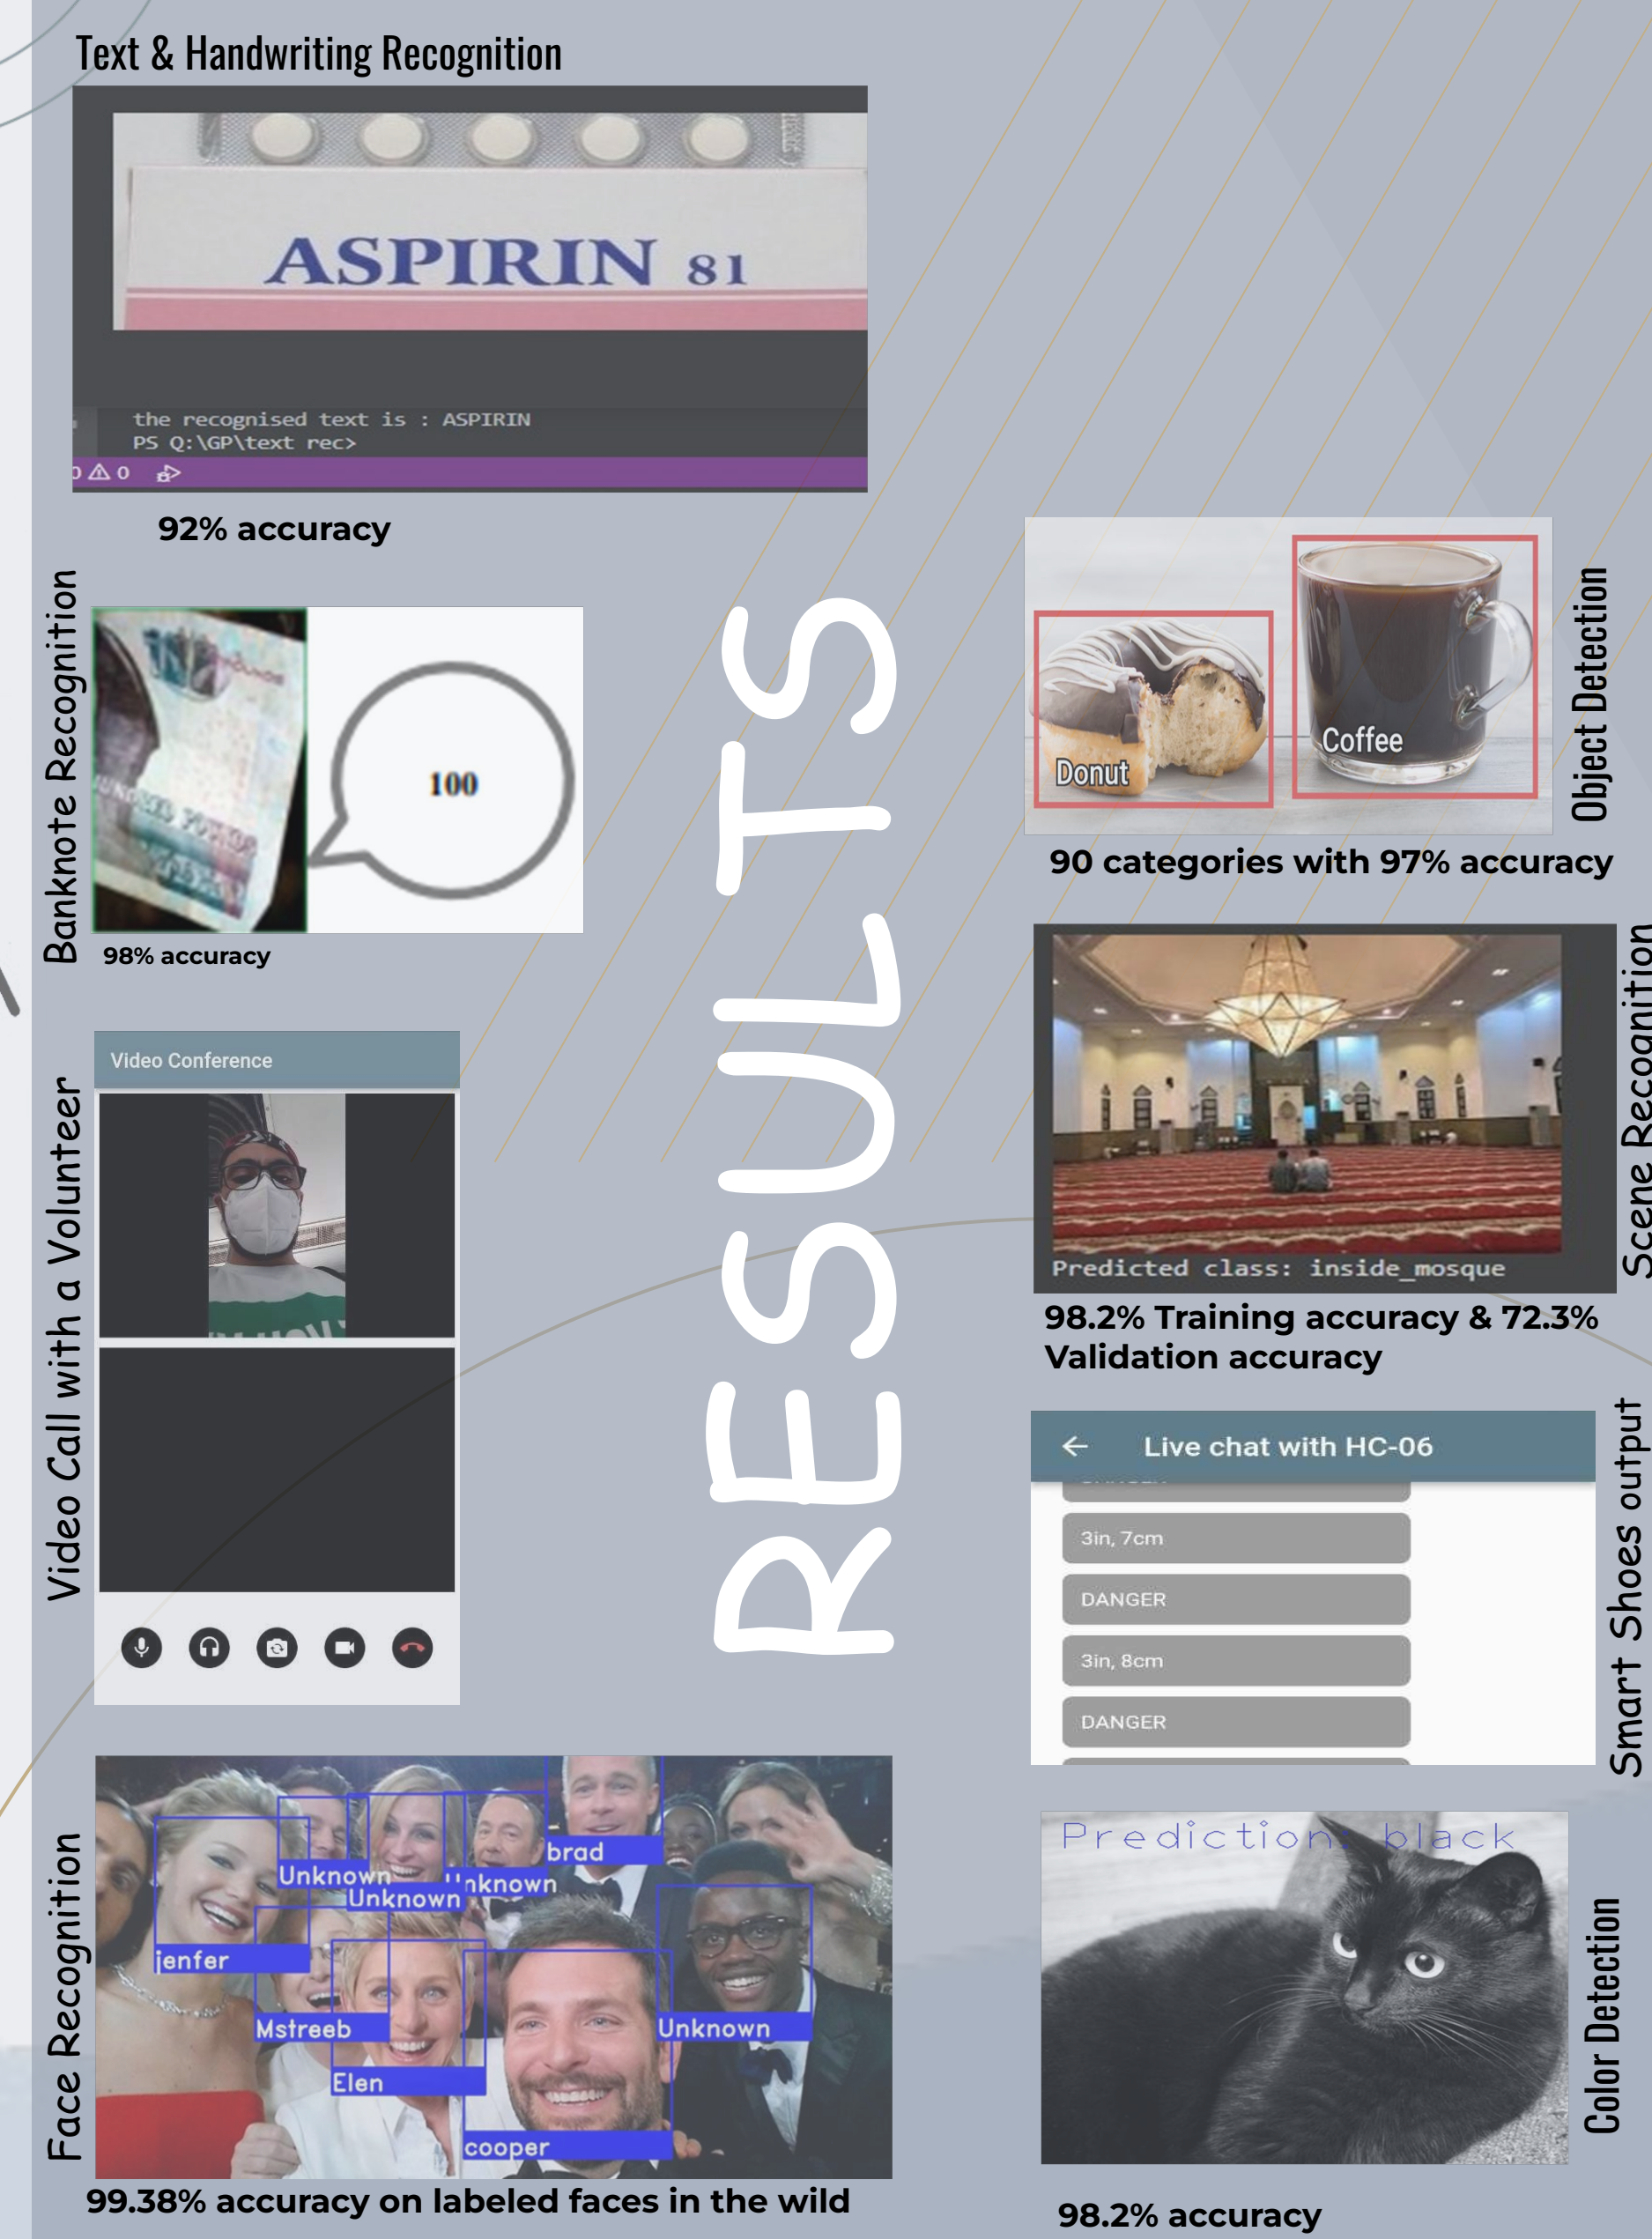 Text & Handwriting Recognition
ASPIRIN 81
the recognised text is : ASPIRIN
PS Q:\GP\text rec>
0 0
92% accuracy
Banknote Recognition
100
98% accuracy
Video Call with a Volunteer
Video Conference
Face Recognition
brad
Unknown
Unknown
Unknown
jenfer
Mstreeb
Unknown
Elen
cooper
99.38% accuracy on labeled faces in the wild
RESULTS
Object Detection
Coffee
Donut
90 categories with 97% accuracy
Scene Recognition
Predicted class: inside_mosque
98.2% Training accuracy & 72.3%
Validation accuracy
Smart Shoes output
Live chat with HC-06
3in, 7cm
DANGER
3in, 8cm
DANGER
Color Detection
Prediction: black
98.2% accuracy